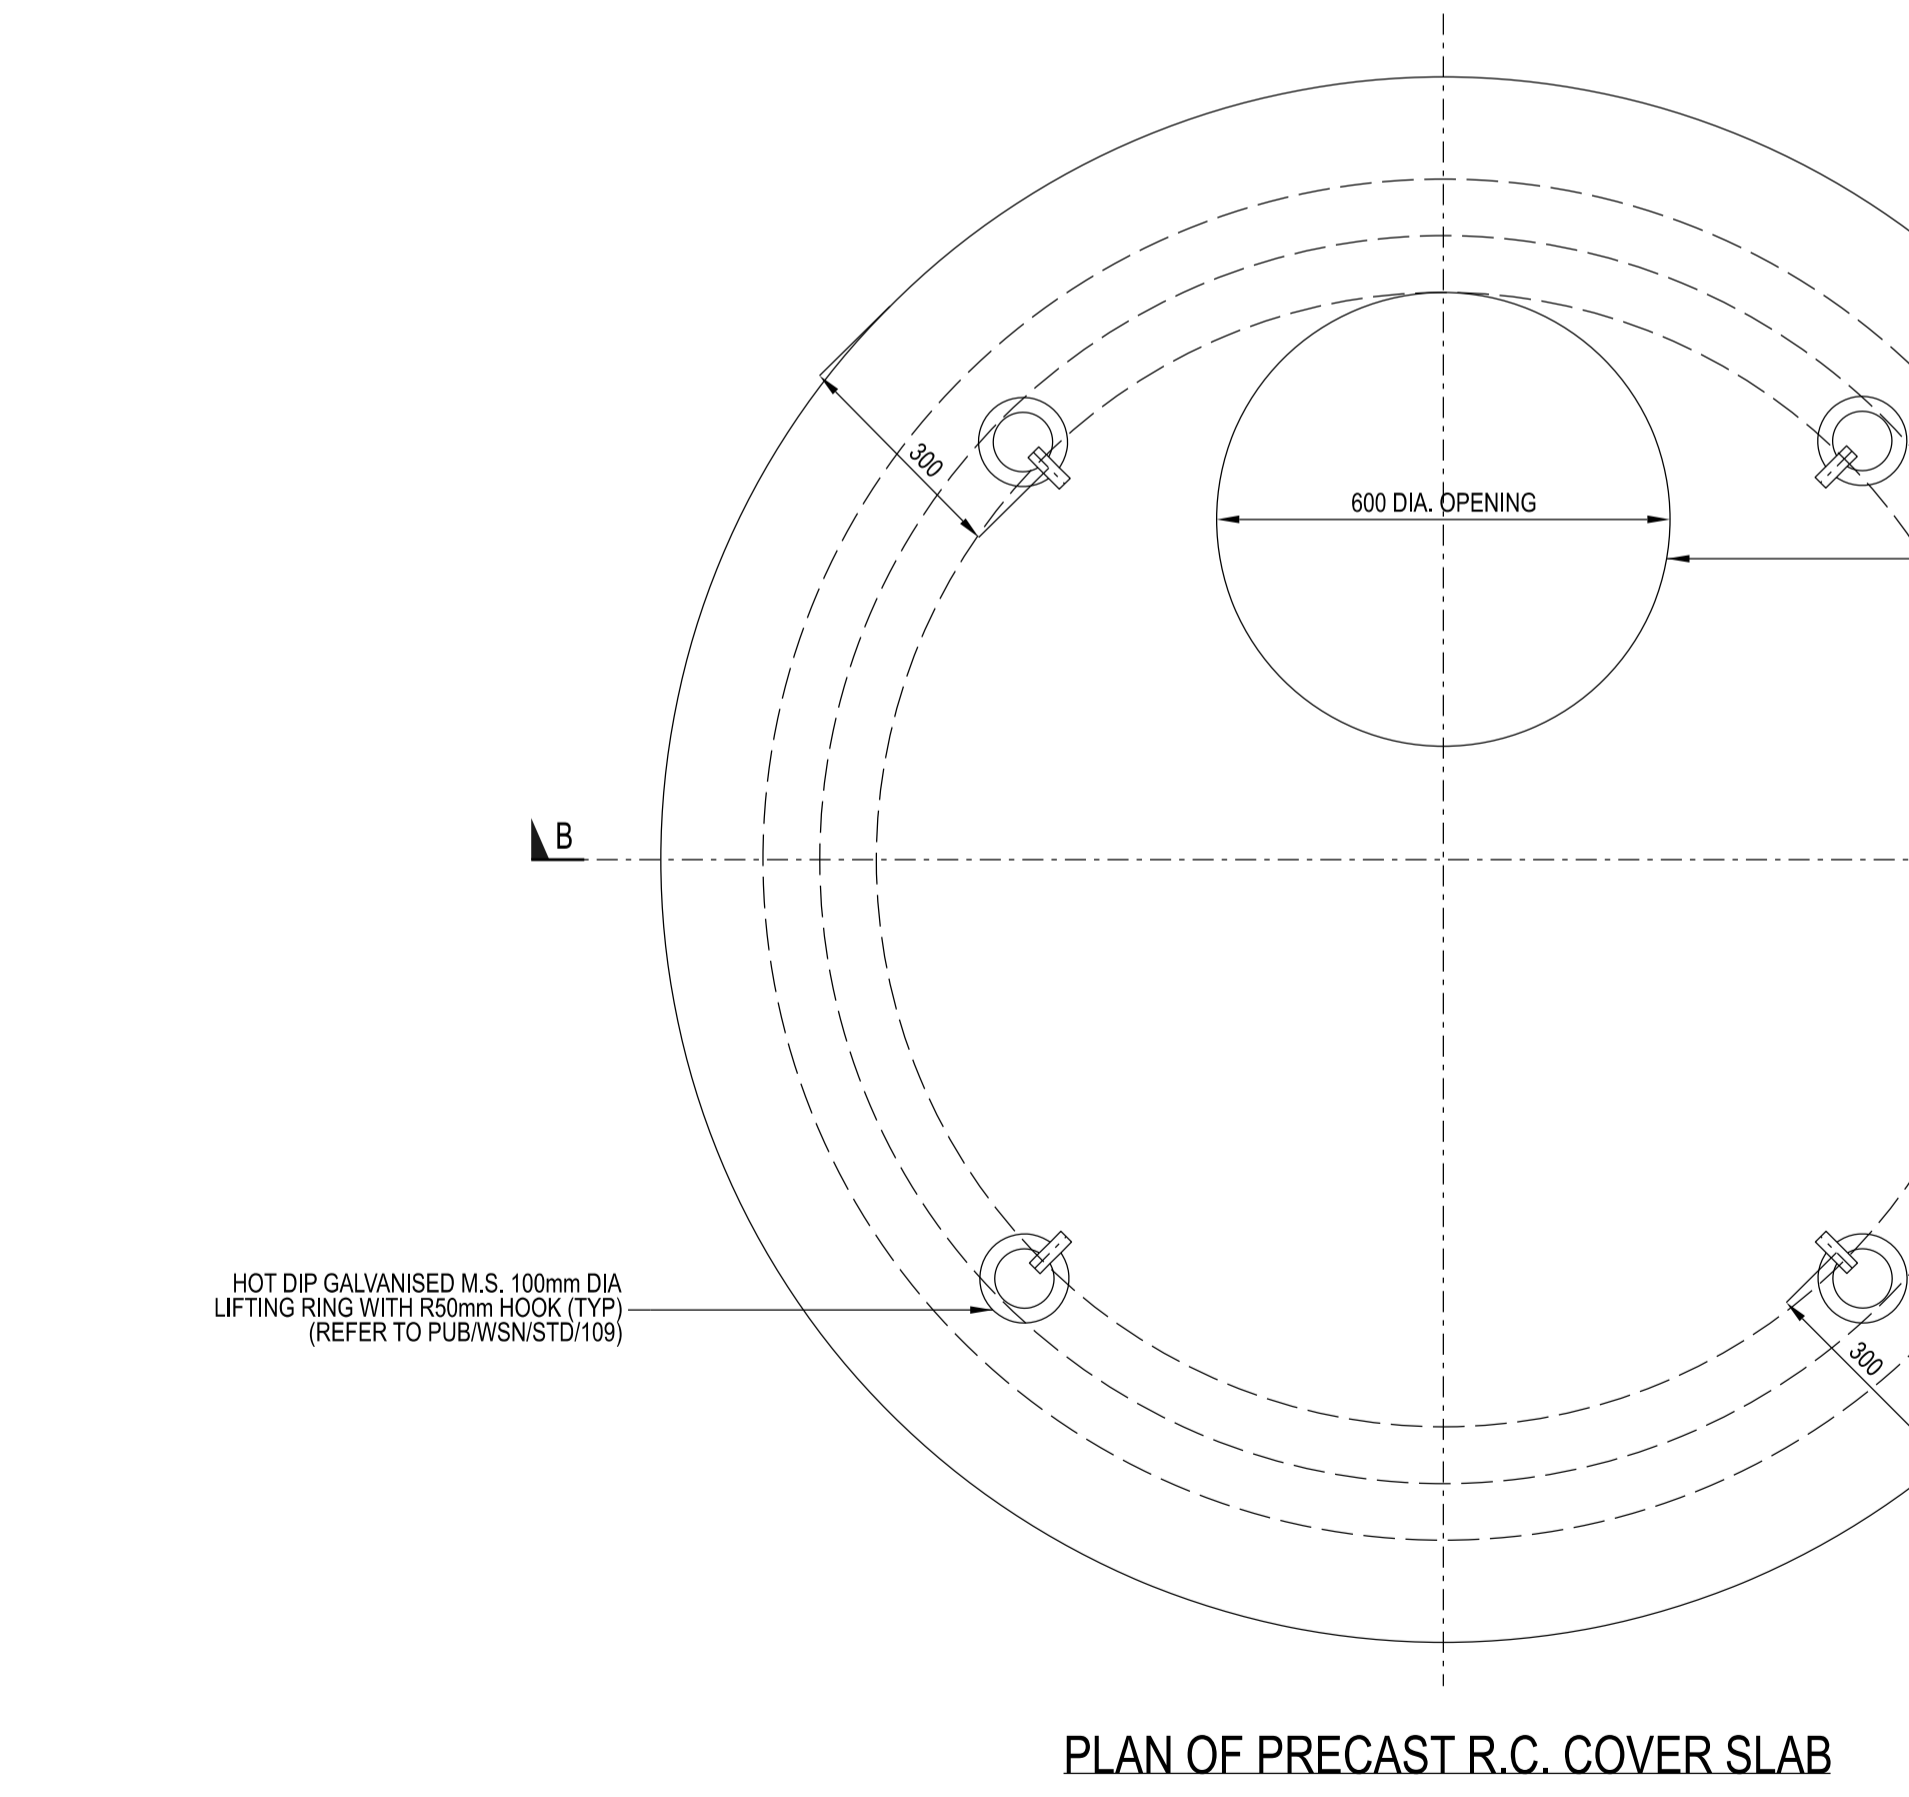 300
600 DIA. OPENING
B
HOT DIP GALVANISED M.S. 100mm DIA
LIFTING RING WITH R50mm HOOK (TYP)
(REFER TO PUB/WSN/STD/109)
300
PLAN OF PRECAST R.C. COVER SLAB